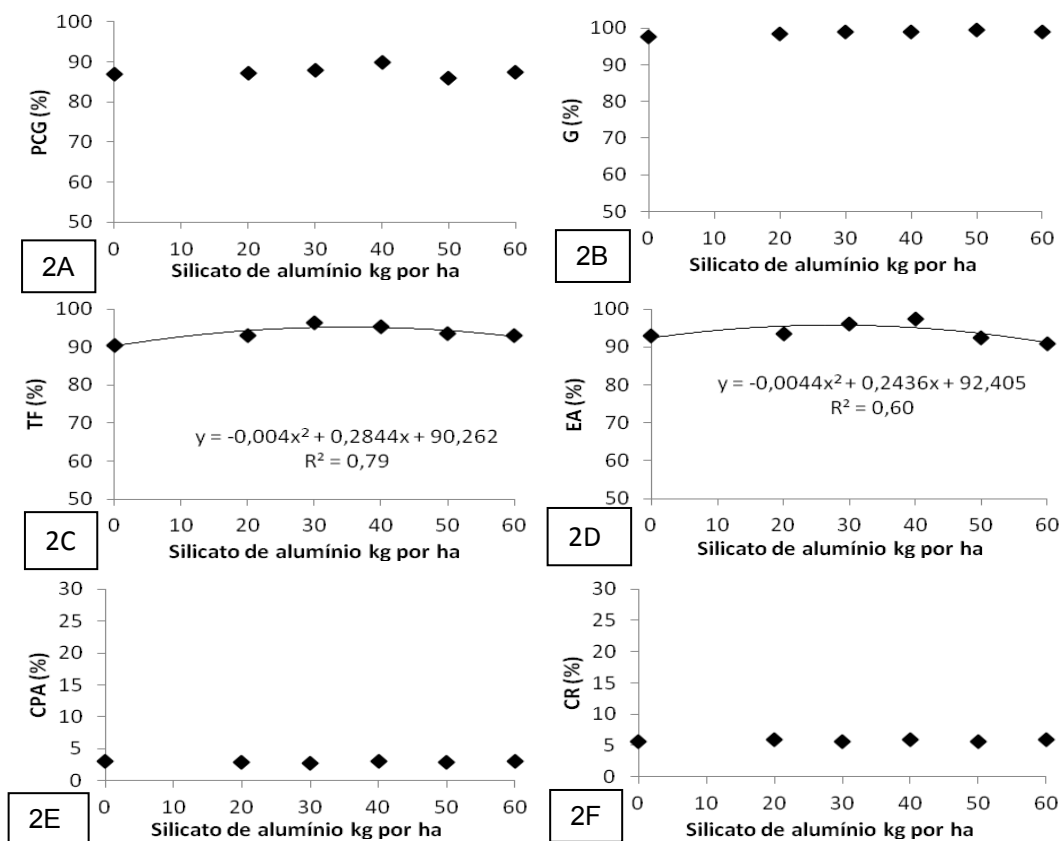 100
90
80
70
60
50
PCG (%)
0 10 20 30 40 50 60
Silicato de alumínio kg por ha
2A
100
90
80
70
60
50
G (%)
0 10 20 30 40 50 60
Silicato de alumínio kg por ha
2B
100
90
80
70
60
50
TF (%)
y = -0,004x² + 0,2844x + 90,262
R² = 0,79
0 10 20 30 40 50 60
Silicato de alumínio kg por ha
2C
100
90
80
70
60
50
EA (%)
y = -0,0044x² + 0,2436x + 92,405
R² = 0,60
0 10 20 30 40 50 60
Silicato de alumínio kg por ha
2D
30
25
20
15
10
5
0
CPA (%)
0 10 20 30 40 50 60
Silicato de alumínio kg por ha
2E
30
25
20
15
10
5
0
CR (%)
0 10 20 30 40 50 60
Silicato de alumínio kg por ha
2F